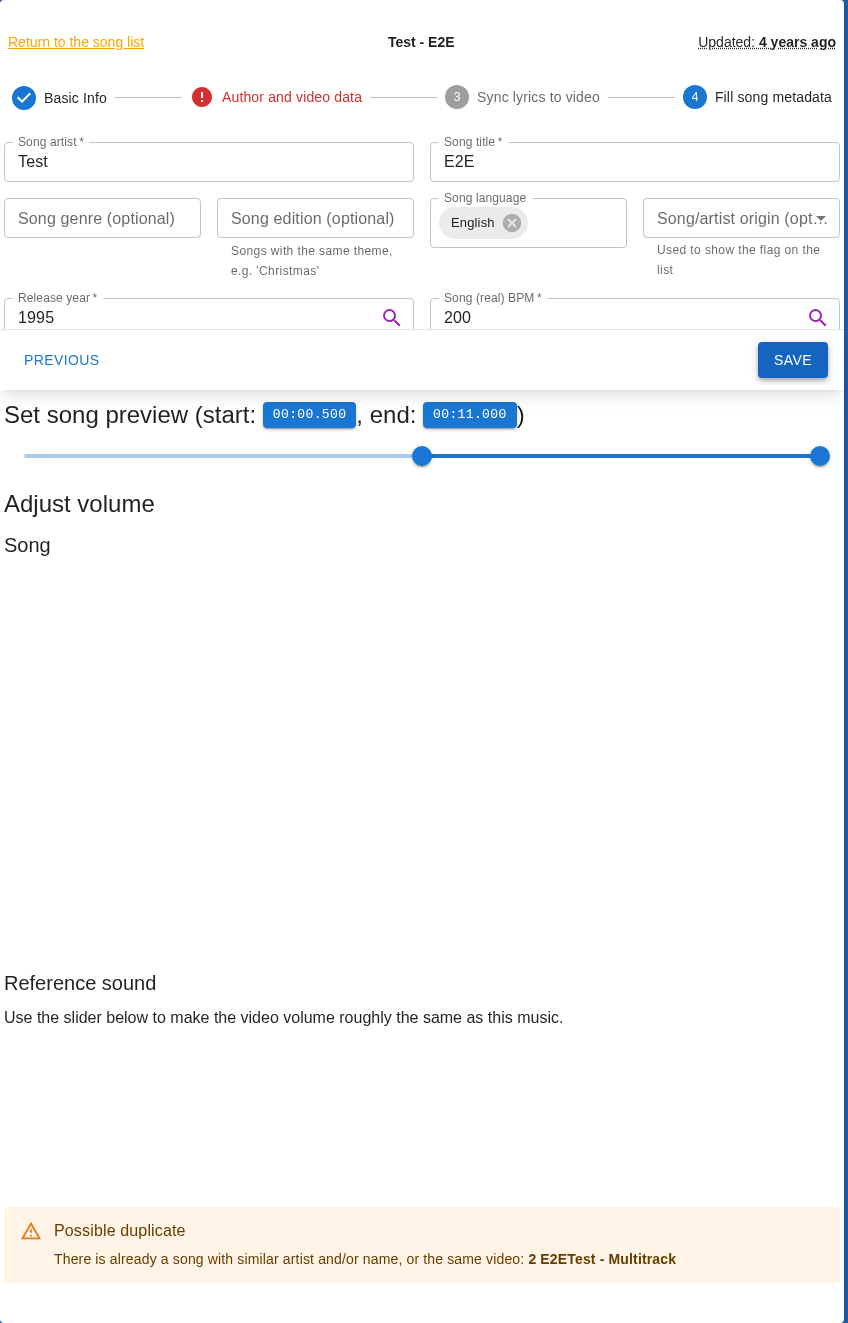 Return to the song list
Test - E2E
Updated: 4 years ago
Basic Info
Author and video data
3 Sync lyrics to video
4 Fill song metadata
Song artist *
Test
Song title *
E2E
Song genre (optional)
Song edition (optional)
Songs with the same theme,
e.g. 'Christmas'
Song language
English
Song/artist origin (opt...
Used to show the flag on the
list
Release year *
1995
Song (real) BPM *
200
PREVIOUS
SAVE
Set song preview (start: 00:00.500, end: 00:11.000)
Adjust volume
Song
Reference sound
Use the slider below to make the video volume roughly the same as this music.
Possible duplicate
There is already a song with similar artist and/or name, or the same video: 2 E2ETest - Multitrack